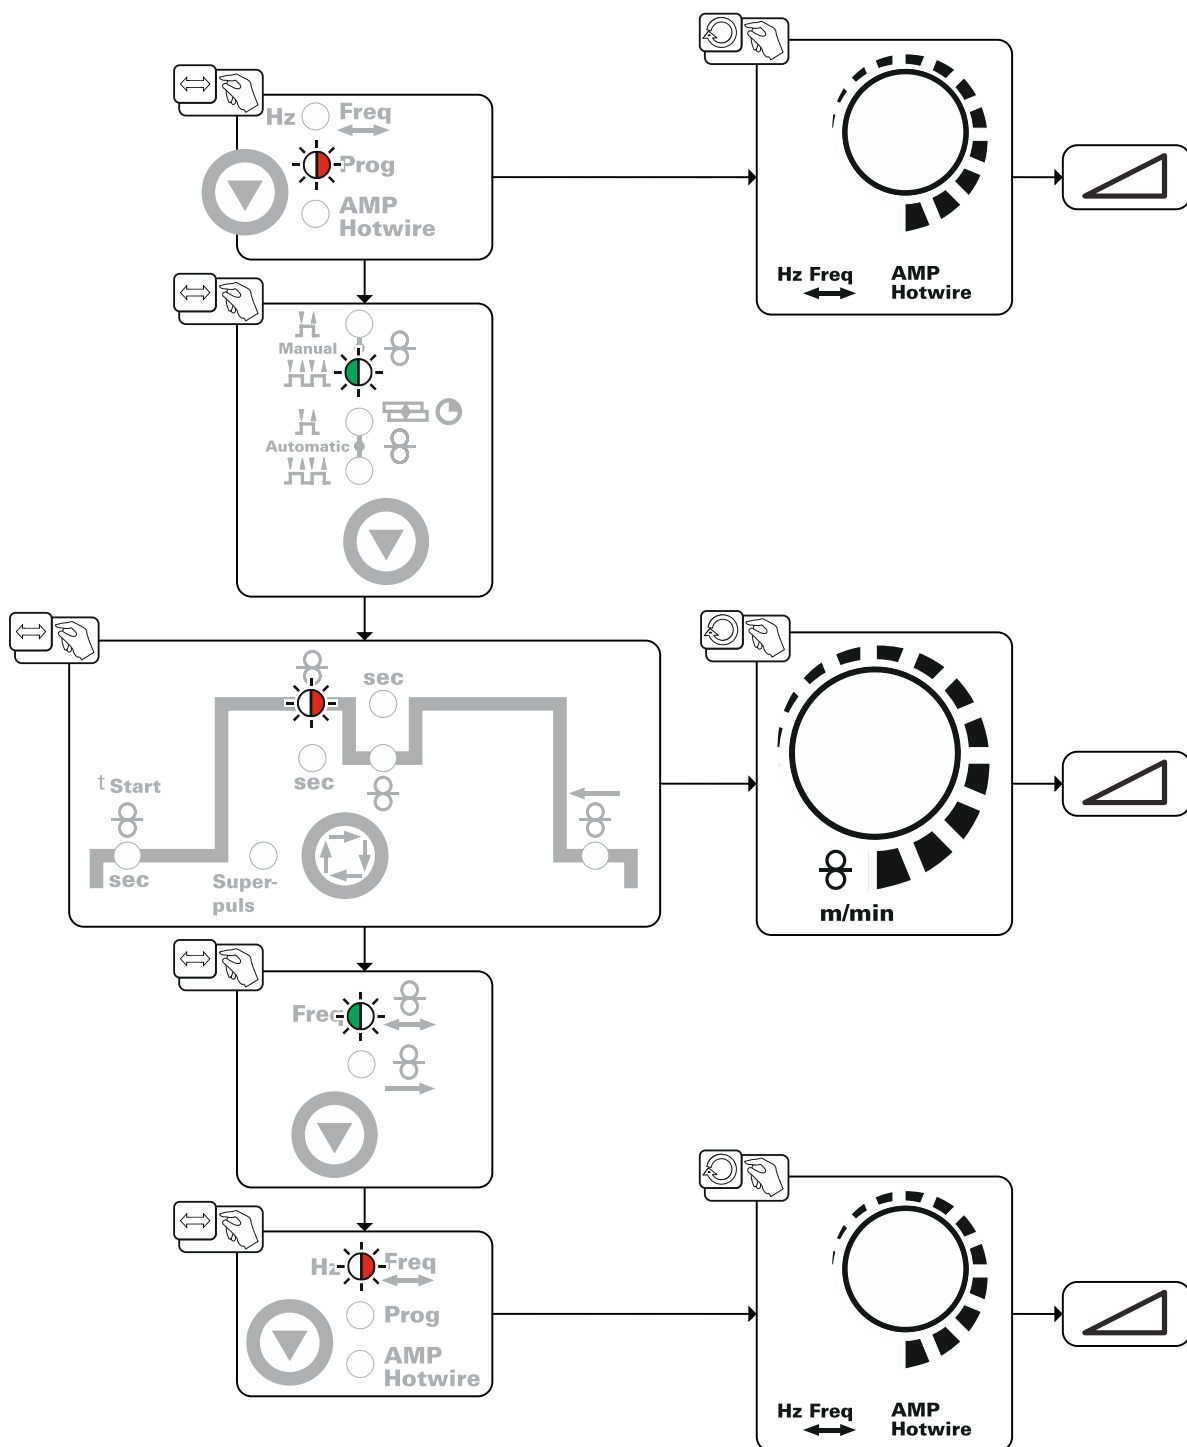 Hz Freq
Prog
AMP
Hotwire
Hz Freq AMP
Hotwire
Manual
Automatic
sec
sec
t Start
sec
Super-
puls
m/min
Freq
Hz Freq
Prog
AMP
Hotwire
Hz Freq AMP
Hotwire